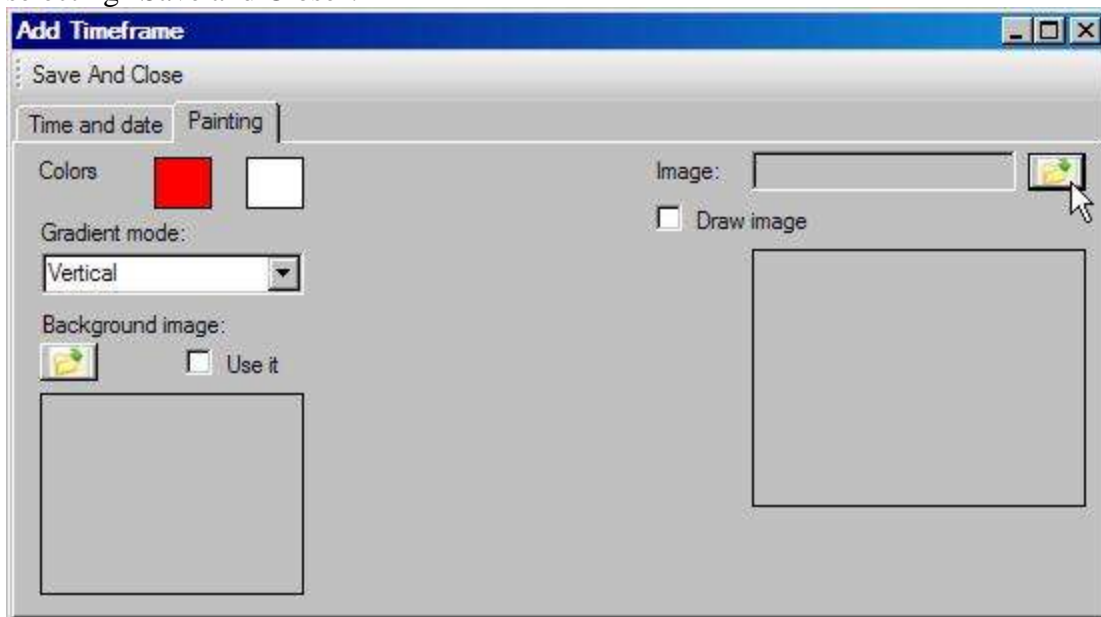 Add Timeframe
Save And Close
Time and date Painting
Colors
Image:
Draw image
Gradient mode:
Vertical
Background image:
Use it